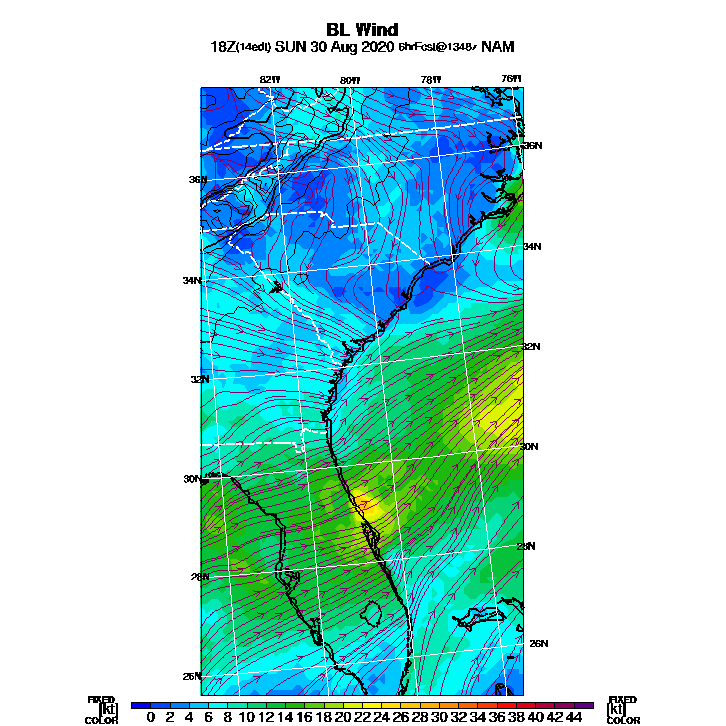 BL Wind
18Z(14edt) SUN 30 Aug 2020 6hrFcst@1348z NAM
82W 80W 78W 76W
36N
36N
34N
34N
32N
32N
30N
30N
28N
28N
26N
26N
FIXED FIXED
[kt] 0 2 4 6 8 10 12 14 16 18 20 22 24 26 28 30 32 34 36 38 40 42 44 [kt]
COLOR COLOR